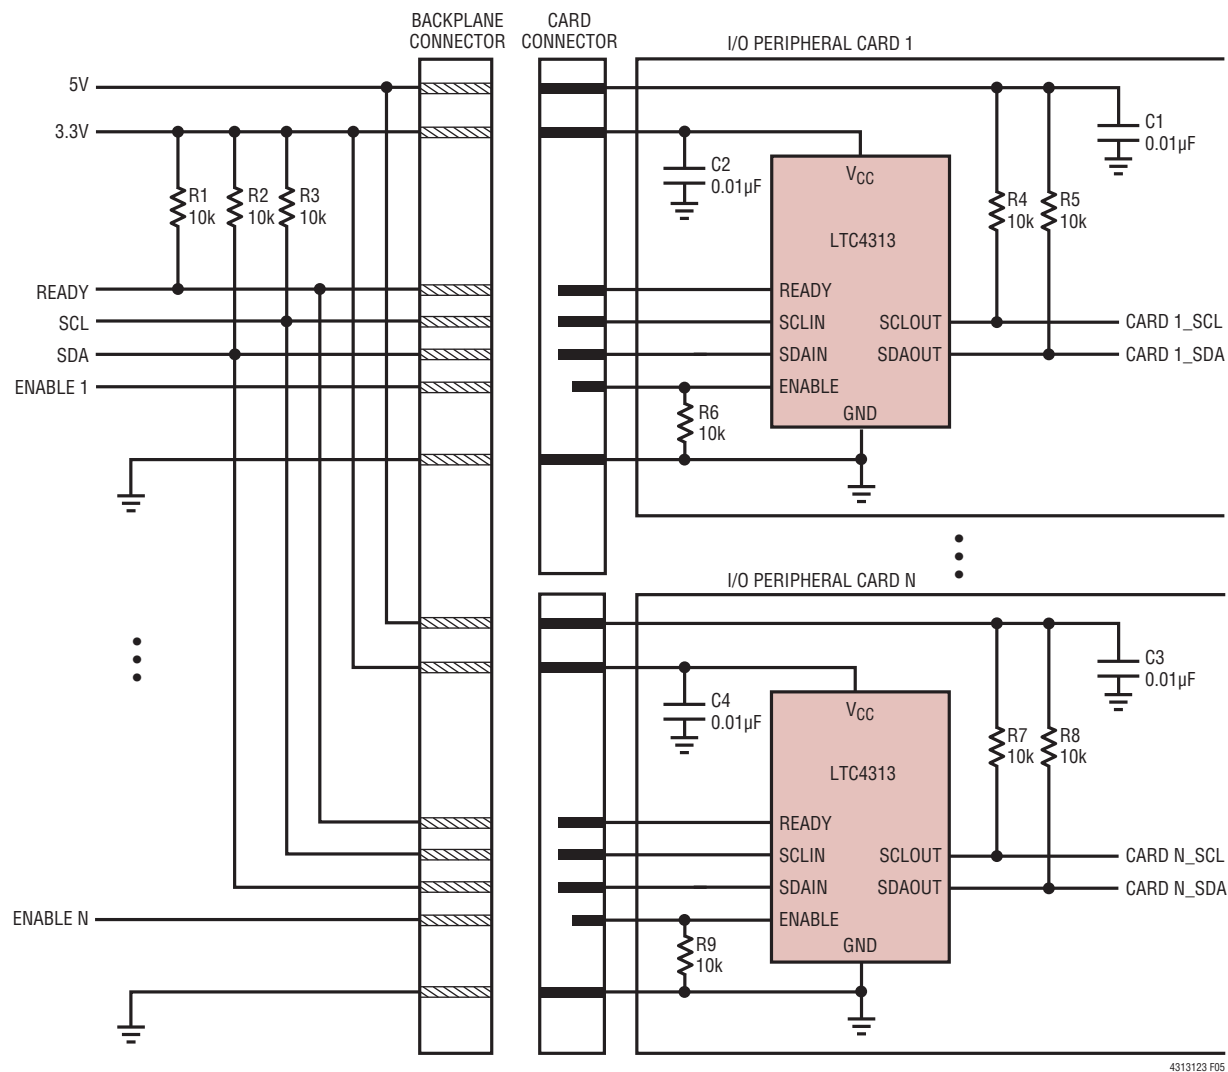 BACKPLANE
CONNECTOR
CARD
CONNECTOR
I/O PERIPHERAL CARD 1
5V
3.3V
R1
10k
R2
10k
R3
10k
READY
SCL
SDA
ENABLE 1
C2
0.01µF
VCC
LTC4313
READY
SCLIN
SDAIN
ENABLE
SCLOUT
SDAOUT
GND
R4
10k
R5
10k
C1
0.01µF
CARD 1_SCL
CARD 1_SDA
R6
10k
I/O PERIPHERAL CARD N
C4
0.01µF
VCC
LTC4313
READY
SCLIN
SDAIN
ENABLE
SCLOUT
SDAOUT
GND
R7
10k
R8
10k
C3
0.01µF
CARD N_SCL
CARD N_SDA
ENABLE N
R9
10k
4313123 F05